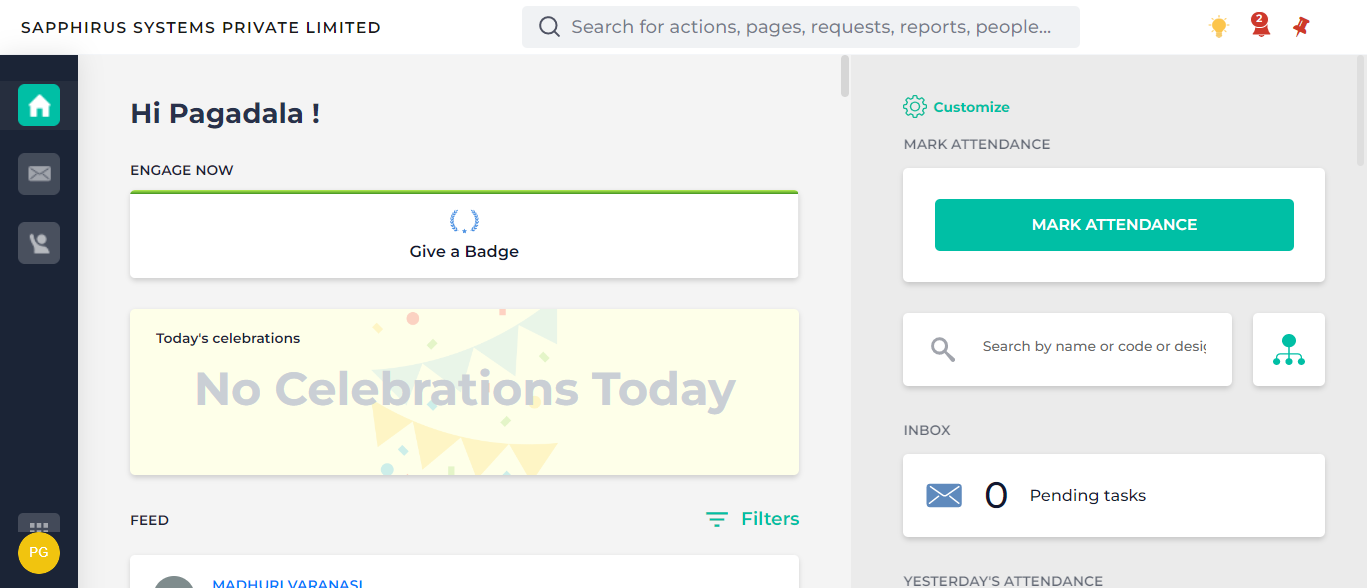 SAPPHIRUS SYSTEMS PRIVATE LIMITED
Search for actions, pages, requests, reports, people...
2
Hi Pagadala !
ENGAGE NOW
Give a Badge
Today's celebrations
No Celebrations Today
FEED
Filters
MADHURI VARANASI
PG
Customize
MARK ATTENDANCE
MARK ATTENDANCE
Search by name or code or desig
INBOX
0 Pending tasks
YESTERDAY'S ATTENDANCE